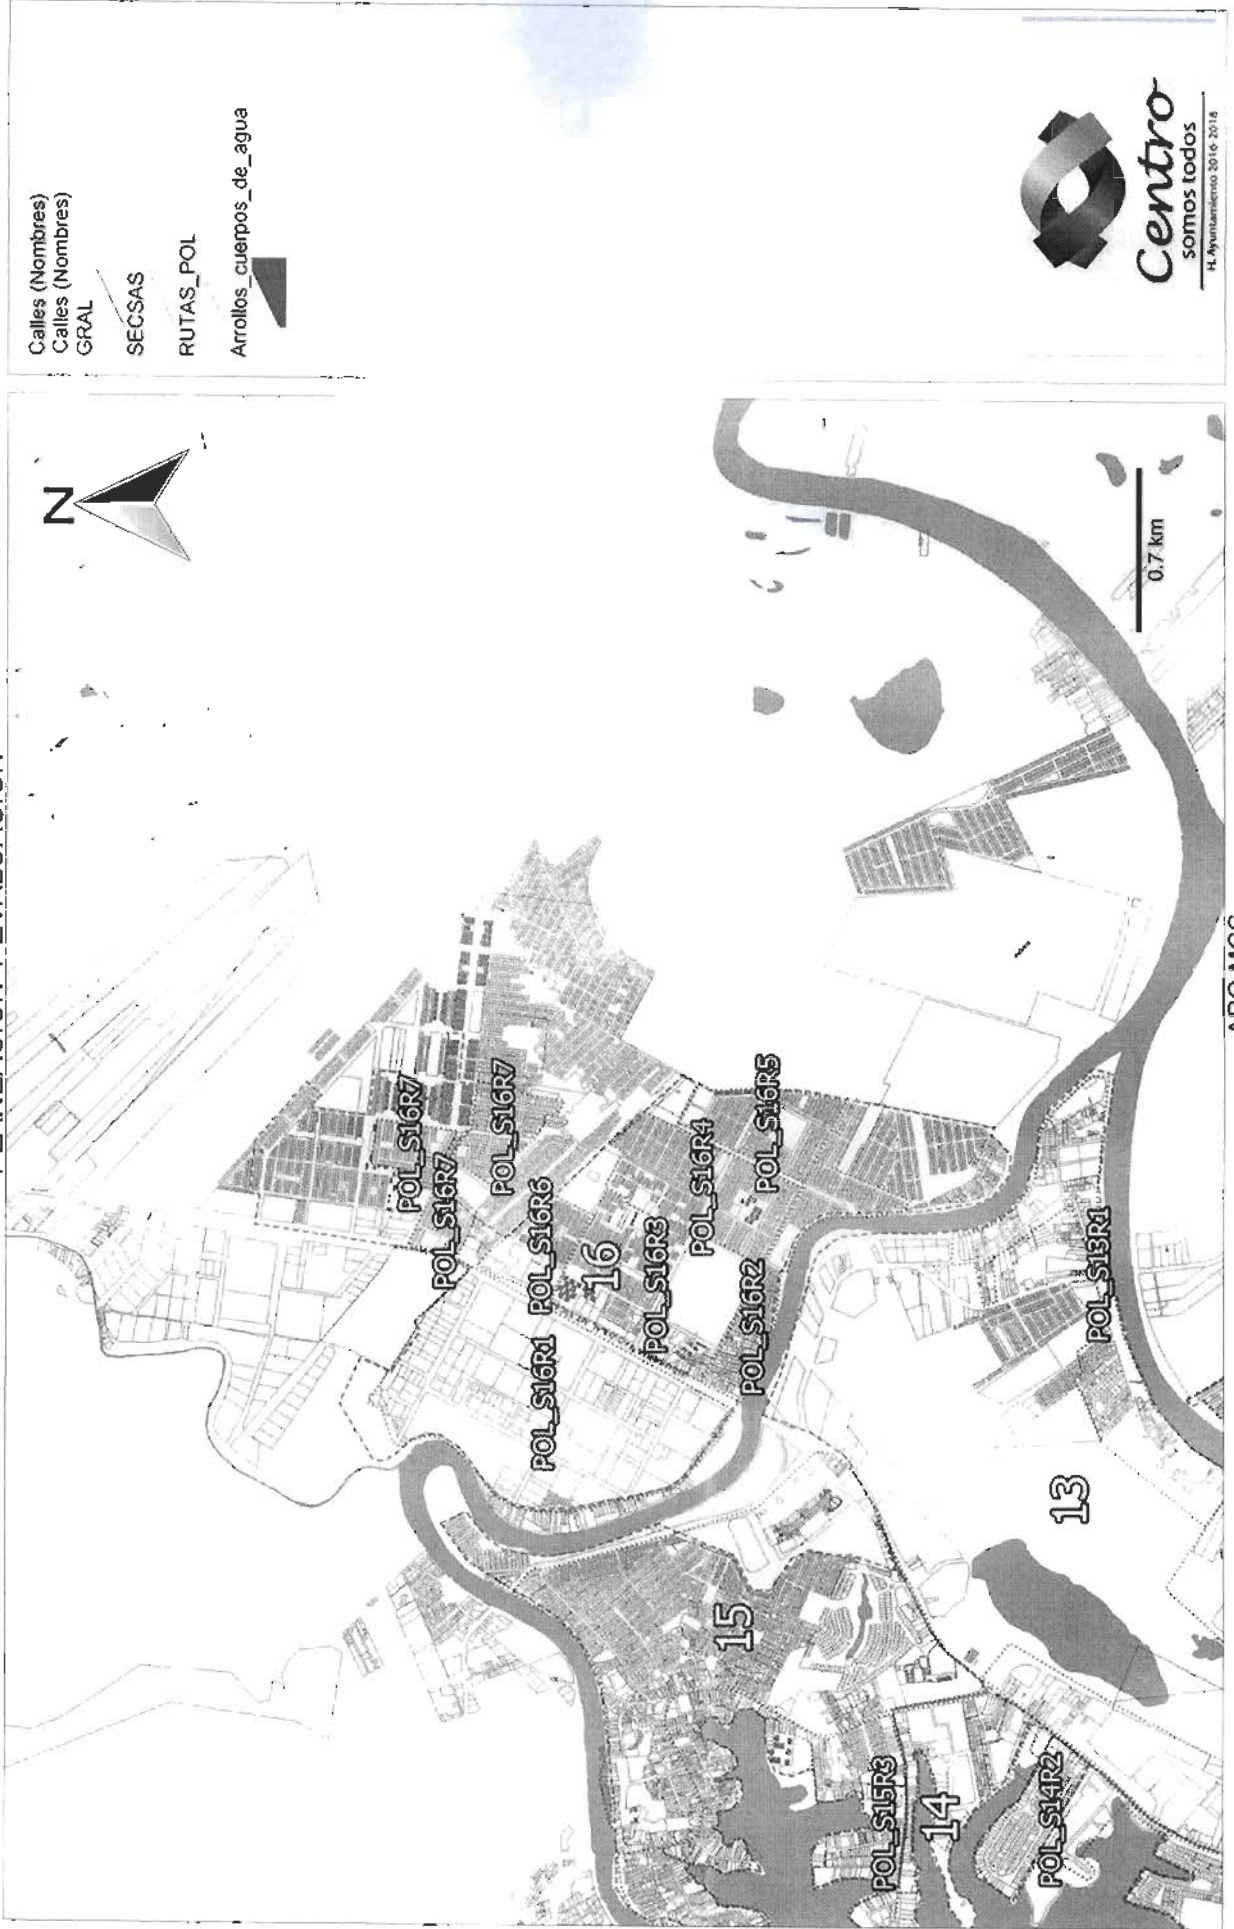 Calles (Nombres)
Calles (Nombres)
GRAL
SECSAS
RUTAS_POL
Arrollos_cuerpos_de_agua
Centro
somos todos
H. Ayuntamiento 2016-2018
N
0.7 km
POL_S16R7
POL_S16R7
POL_S16R7
POL_S16R6
16
POL_S16R1
POL_S16R3
POL_S16R4
POL_S16R5
POL_S16R2
POL_S13R1
13
15
POL_S15R3
14
POL_S14R2